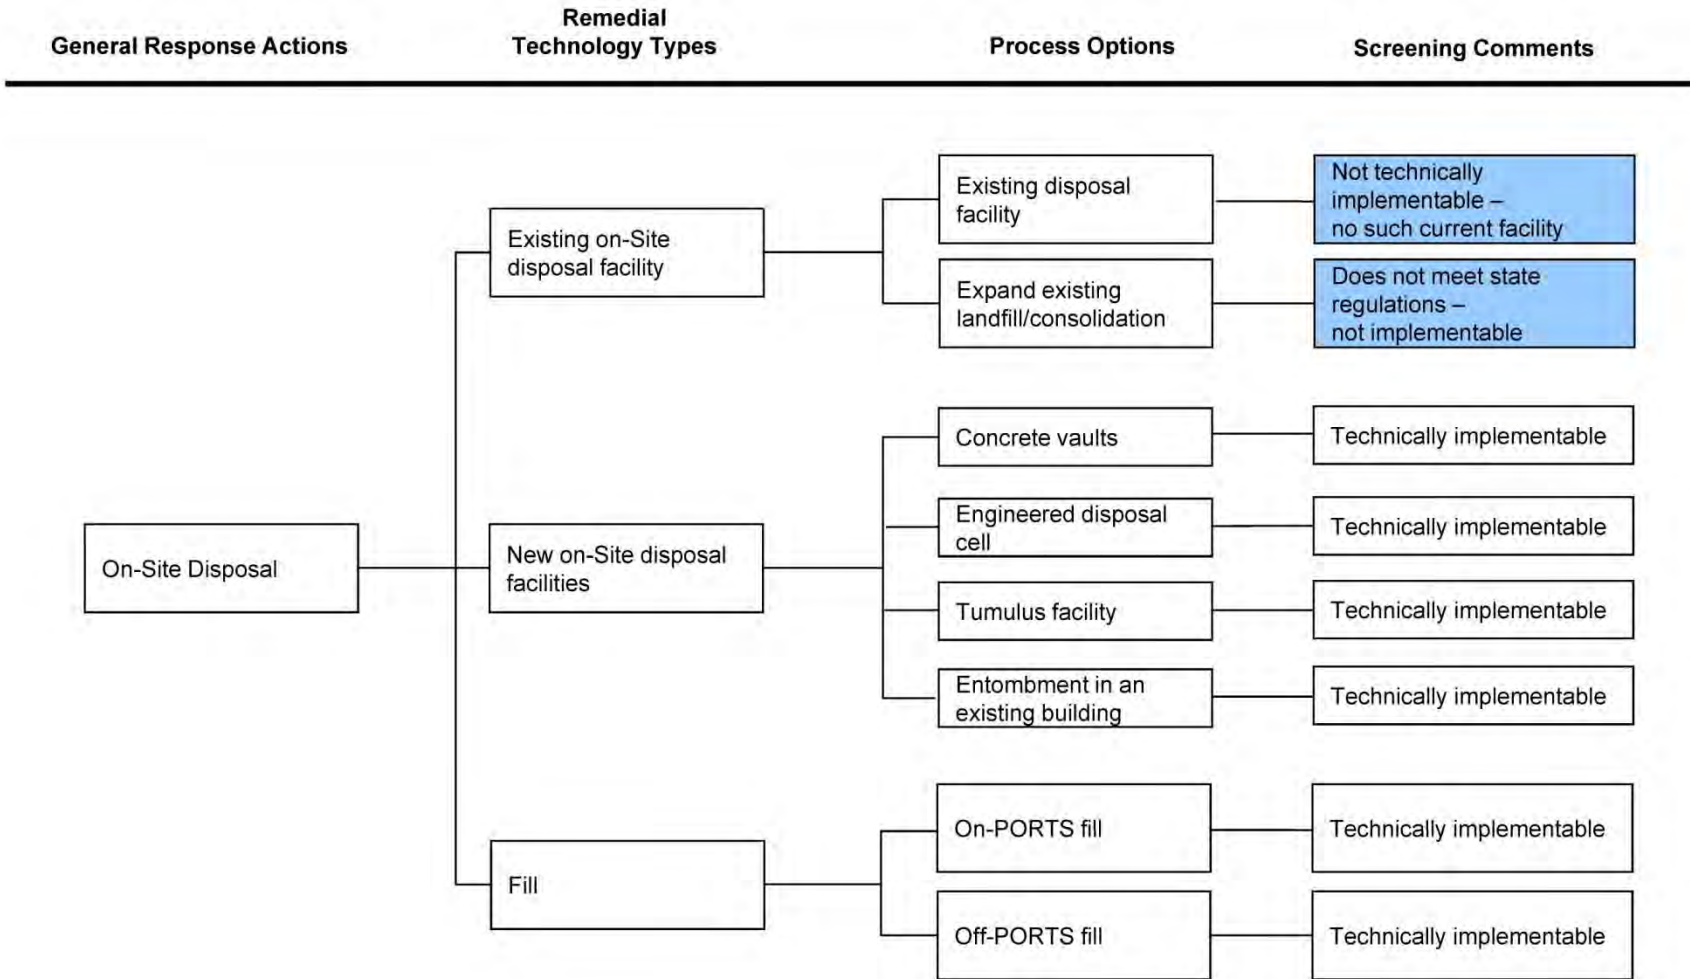 General Response Actions
Remedial
Technology Types
Process Options
Screening Comments
On-Site Disposal
Existing on-Site
disposal facility
Existing disposal
facility
Not technically
implementable –
no such current facility
Expand existing
landfill/consolidation
Does not meet state
regulations –
not implementable
New on-Site disposal
facilities
Concrete vaults
Technically implementable
Engineered disposal
cell
Technically implementable
Tumulus facility
Technically implementable
Entombment in an
existing building
Technically implementable
Fill
On-PORTS fill
Technically implementable
Off-PORTS fill
Technically implementable